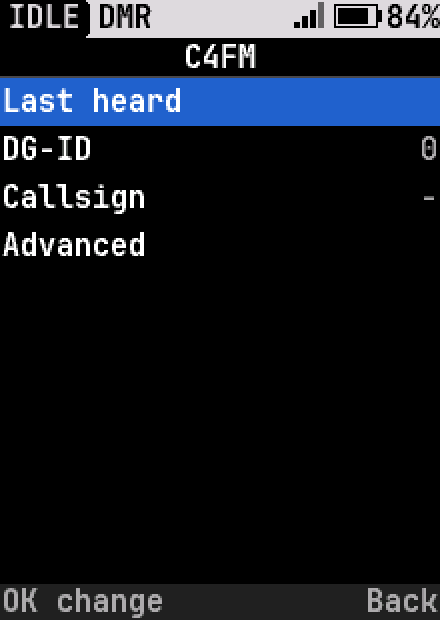 IDLE DMR 84%
C4FM
Last heard
DG-ID 0
Callsign -
Advanced
OK change Back